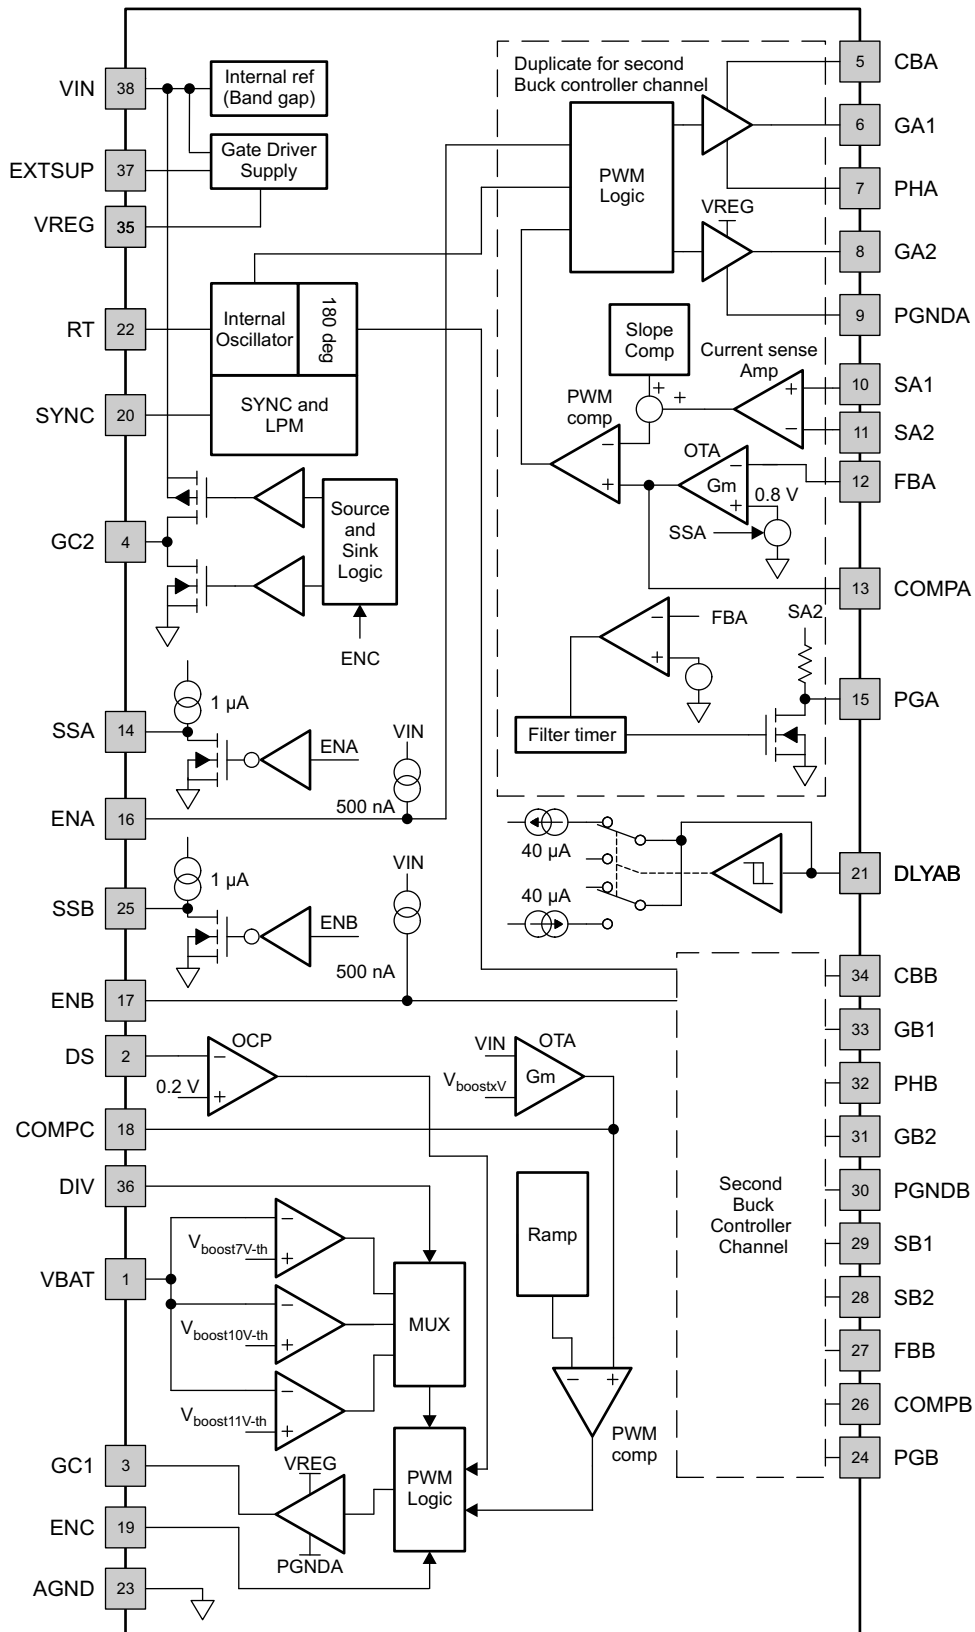 VIN 38
Internal ref
(Band gap)
EXTSUP 37
Gate Driver
Supply
VREG 35
RT 22
Internal
Oscillator
180 deg
SYNC 20
SYNC and
LPM
GC2 4
Source
and
Sink
Logic
ENC
1 µA
SSA 14
ENA
VIN
500 nA
ENA 16
1 µA
VIN
SSB 25
ENB
500 nA
ENB 17
DS 2
OCP
0.2 V
- +
VIN
OTA
VboostxV
Gm
COMPC 18
DIV 36
Vboost7V-th
- +
VBAT 1
Vboost10V-th
- +
Vboost11V-th
- +
MUX
Ramp
- +
PWM
comp
GC1 3
VREG
PGNDA
PWM
Logic
ENC 19
AGND 23
Duplicate for second
Buck controller channel
PWM
Logic
VREG
Slope
Comp
Current sense
Amp
+ +
+ -
PWM
comp
- +
OTA
Gm
- +
0.8 V
SSA
FBA
- +
SA2
Filter timer
40 µA
40 µA
Second
Buck
Controller
Channel
5 CBA
6 GA1
7 PHA
8 GA2
9 PGNDA
10 SA1
11 SA2
12 FBA
13 COMPA
15 PGA
21 DLYAB
34 CBB
33 GB1
32 PHB
31 GB2
30 PGNDB
29 SB1
28 SB2
27 FBB
26 COMPB
24 PGB